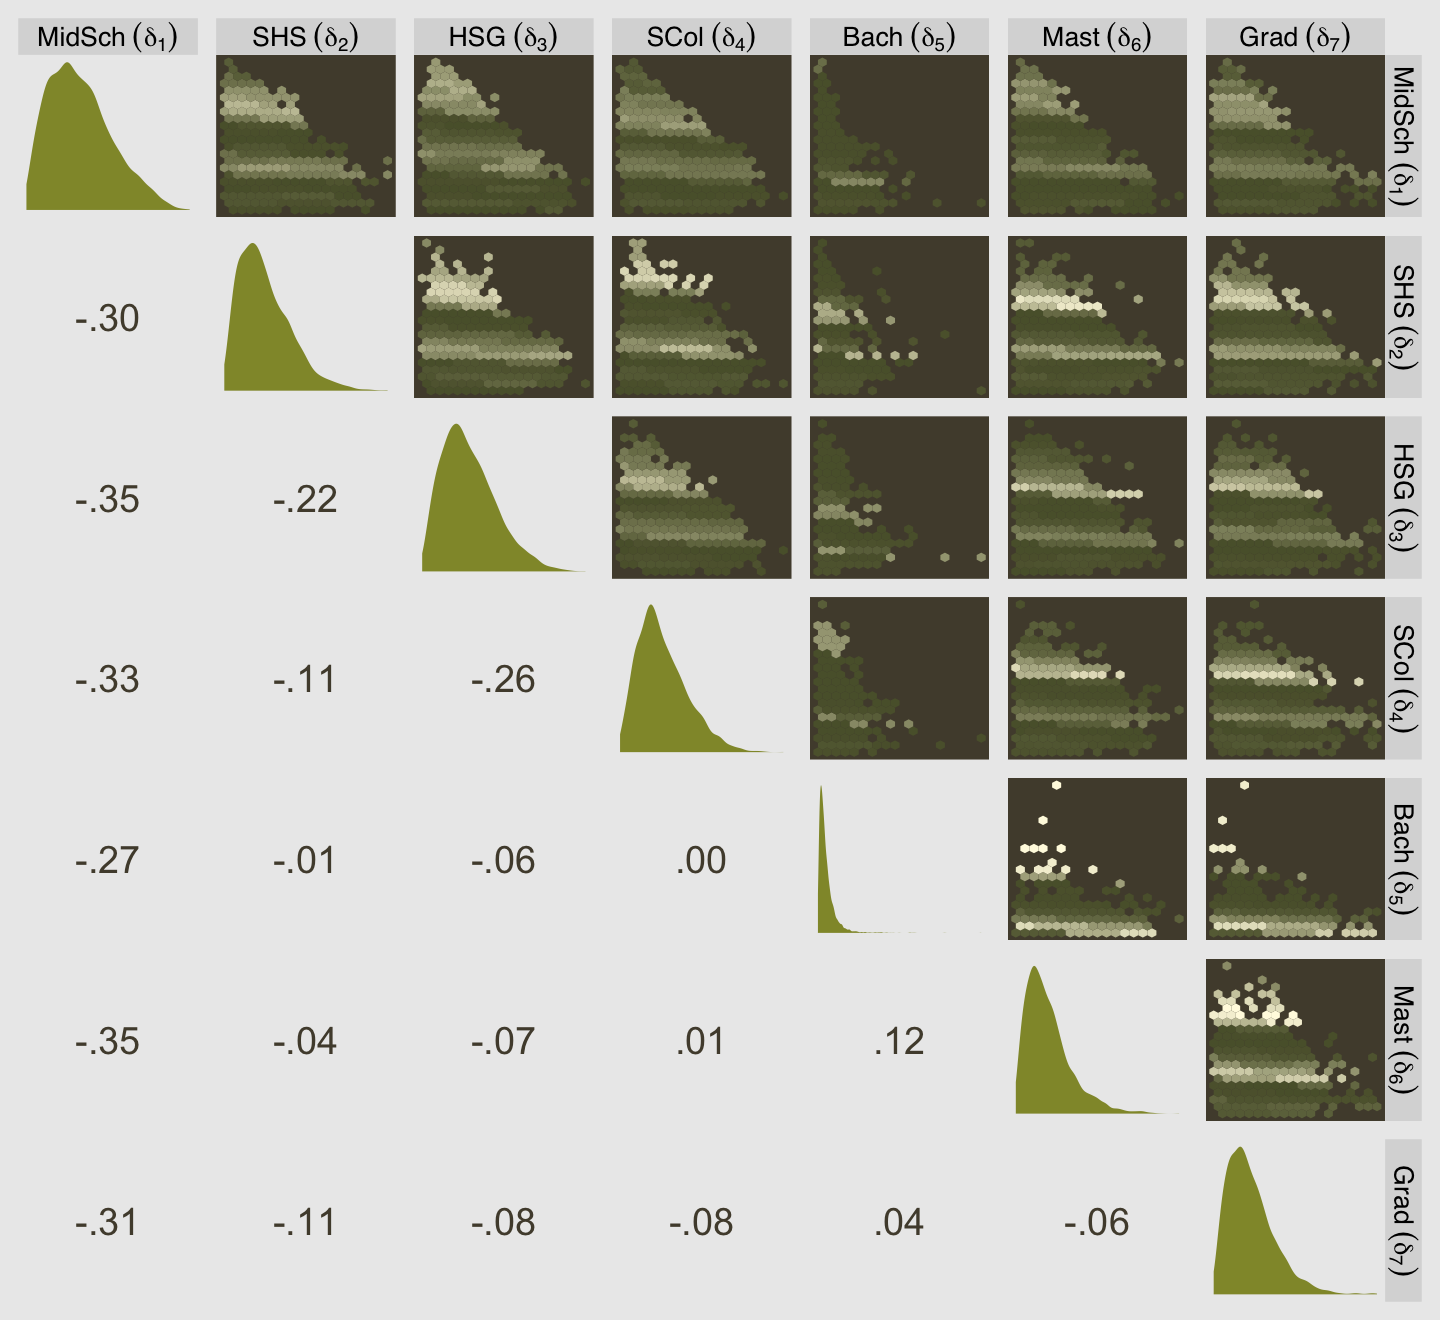 MidSch (δ₁) SHS (δ₂) HSG (δ₃) SCol (δ₄) Bach (δ₅) Mast (δ₆) Grad (δ₇)
MidSch (δ₁)
-.30 SHS (δ₂)
-.35 -.22 HSG (δ₃)
-.33 -.11 -.26 SCol (δ₄)
-.27 -.01 -.06 .00 Bach (δ₅)
-.35 -.04 -.07 .01 .12 Mast (δ₆)
-.31 -.11 -.08 -.08 .04 -.06 Grad (δ₇)